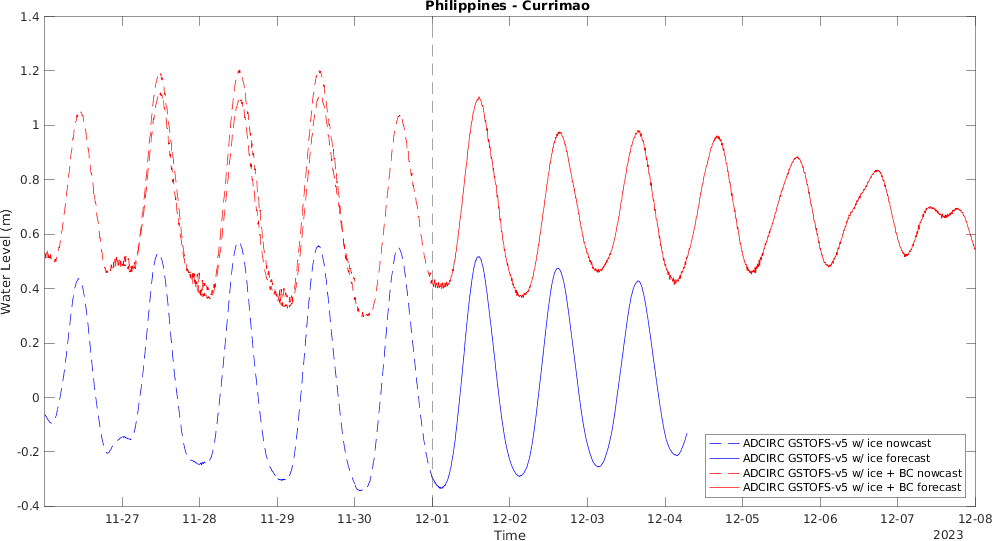 Philippines - Currimao
1.4
1.2
1
0.8
0.6
0.4
0.2
0
-0.2
-0.4
Water Level (m)
ADCIRC GSTOFS-v5 w/ ice nowcast
ADCIRC GSTOFS-v5 w/ ice forecast
ADCIRC GSTOFS-v5 w/ ice + BC nowcast
ADCIRC GSTOFS-v5 w/ ice + BC forecast
11-27 11-28 11-29 11-30 12-01 12-02 12-03 12-04 12-05 12-06 12-07 12-08
Time
2023